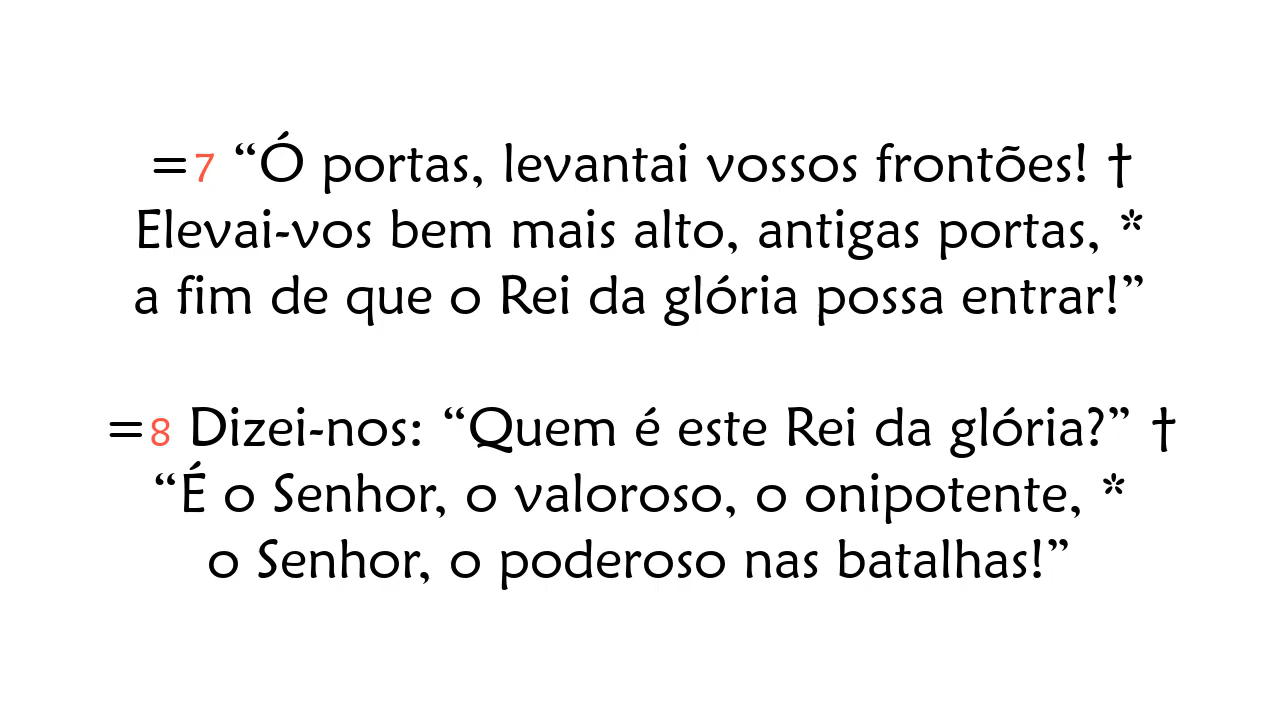 =7 “Ó portas, levantai vossos frontões! †
Elevai-vos bem mais alto, antigas portas, *
a fim de que o Rei da glória possa entrar!”
=8 Dizei-nos: “Quem é este Rei da glória?” †
“É o Senhor, o valoroso, o onipotente, *
o Senhor, o poderoso nas batalhas!”